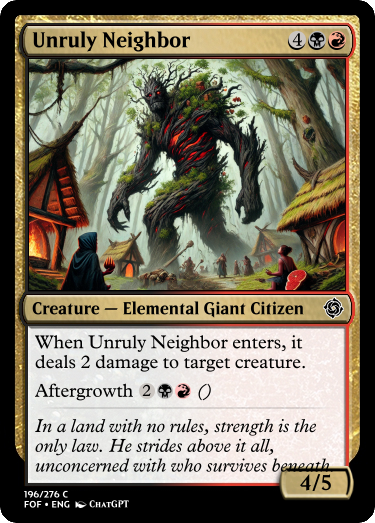 Unruly Neighbor 4
Creature — Elemental Giant Citizen
When Unruly Neighbor enters, it
deals 2 damage to target creature.
Aftergrowth 2 ()
In a land with no rules, strength is the
only law. He strides above it all,
unconcerned with who survives beneath
4/5
196/276 C
FOF • ENG ChatGPT